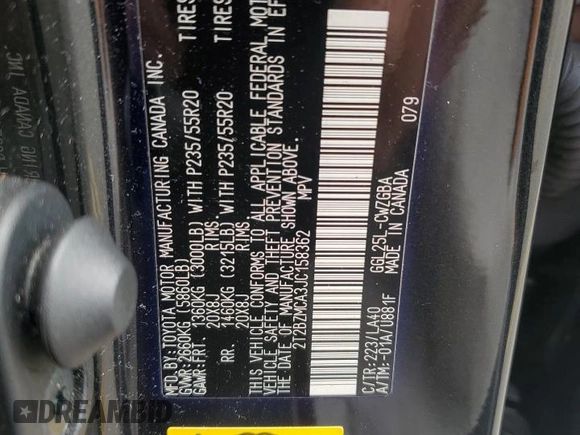 MFD. BY: TOYOTA MOTOR MANUFACTURING CANADA INC.
GVWR: 2660KG (5860LB)
GAWR: FRT. 1360KG (3000LB) WITH P235/55R20 TIRES
20X8J RIMS.
RR. 1460KG (3215LB) WITH P235/55R20 TIRES
20X8J RIMS.
THIS VEHICLE CONFORMS TO ALL APPLICABLE FEDERAL MOTO
VEHICLE SAFETY AND THEFT PREVENTION STANDARDS IN EF
THE DATE OF MANUFACTURE SHOWN ABOVE.
2T2BZMCA3JC158362 MPV
C/TR: 223/LA40 GGL25L-CWZGBA 079
A/TM: -01A/U881F MADE IN CANADA
DREAMBID